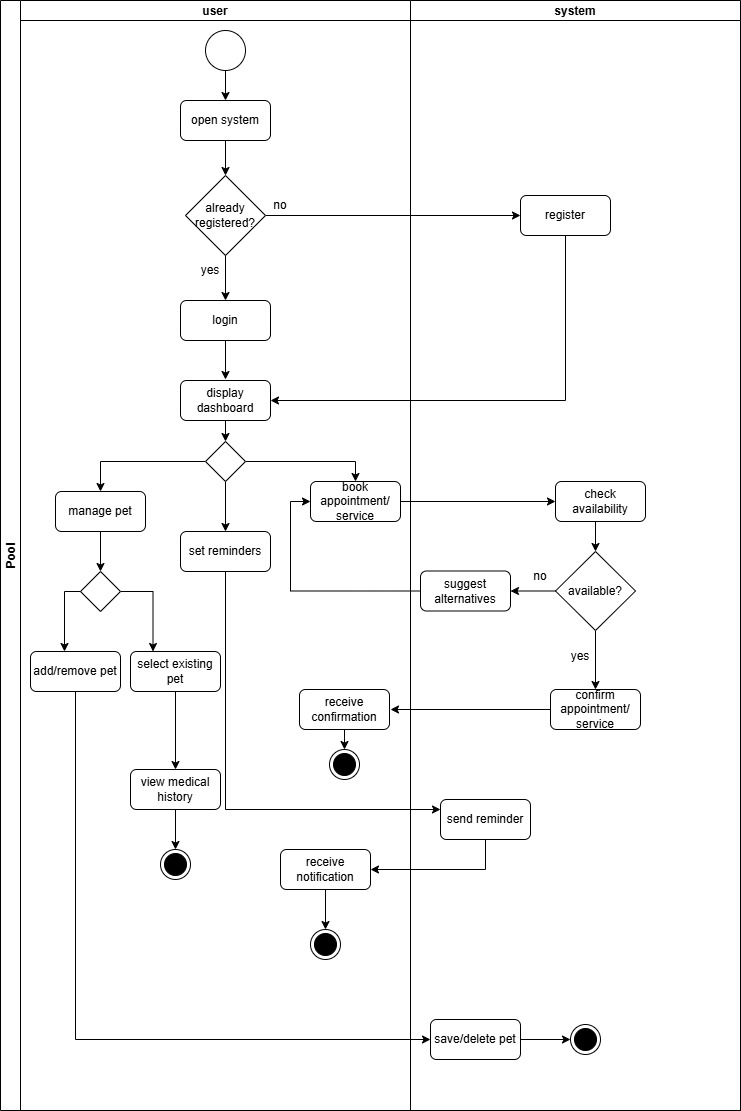 user
system
Pool
open system
already
registered?
no
register
yes
login
display
dashboard
manage pet
book
appointment/
service
check
availability
set reminders
suggest
alternatives
no
available?
yes
add/remove pet
select existing
pet
receive
confirmation
confirm
appointment/
service
view medical
history
send reminder
receive
notification
save/delete pet